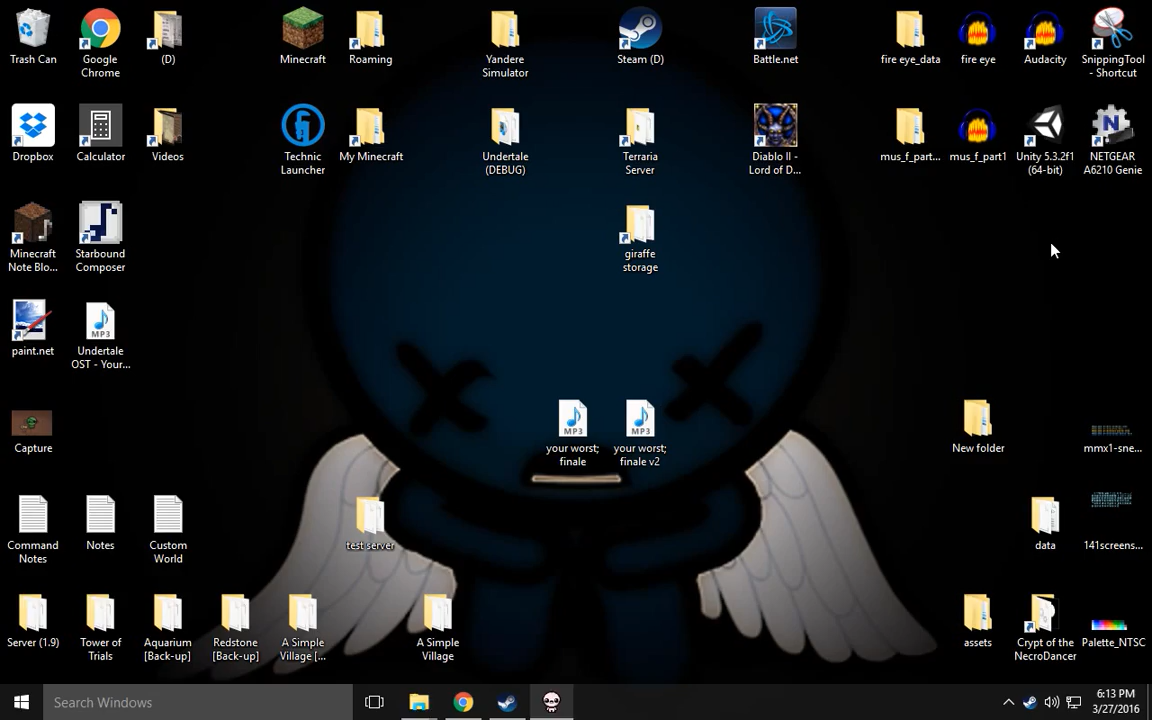 Trash Can
Google
Chrome
(D)
Minecraft
Roaming
Yandere
Simulator
Steam (D)
Battle.net
fire eye_data
fire eye
Audacity
SnippingTool
- Shortcut
Dropbox
Calculator
Videos
Technic
Launcher
My Minecraft
Undertale
(DEBUG)
Terraria
Server
Diablo II -
Lord of D...
mus_f_part...
mus_f_part1
Unity 5.3.2f1
(64-bit)
NETGEAR
A6210 Genie
Minecraft
Note Blo...
Starbound
Composer
giraffe
storage
paint.net
MP3
Undertale
OST - Your...
Capture
MP3
your worst;
finale
MP3
your worst;
finale v2
New folder
mmx1-sne...
Command
Notes
Notes
Custom
World
test server
data
141screens...
Server (1.9)
Tower of
Trials
Aquarium
[Back-up]
Redstone
[Back-up]
A Simple
Village [...
A Simple
Village
assets
Crypt of the
NecroDancer
Palette_NTSC
Search Windows
6:13 PM
3/27/2016